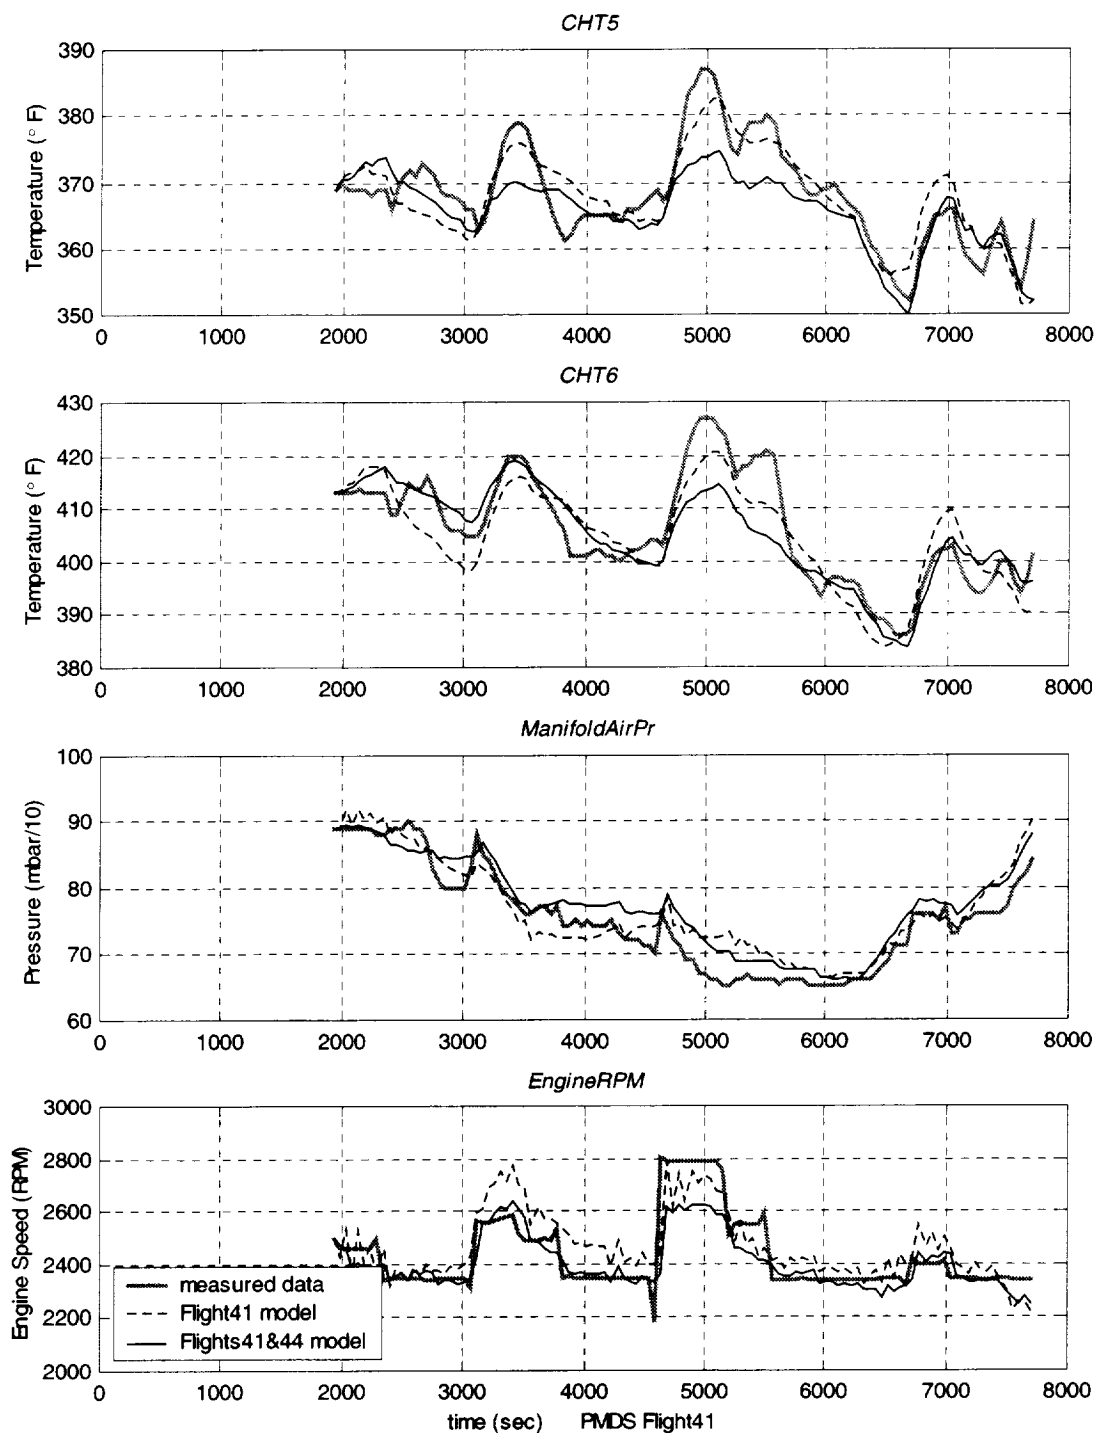 CHT5
390
380
370
360
350
Temperature (° F)
0 1000 2000 3000 4000 5000 6000 7000 8000
CHT6
430
420
410
400
390
380
Temperature (° F)
0 1000 2000 3000 4000 5000 6000 7000 8000
ManifoldAirPr
100
90
80
70
60
Pressure (mbar/10)
0 1000 2000 3000 4000 5000 6000 7000 8000
EngineRPM
3000
2800
2600
2400
2200
2000
Engine Speed (RPM)
measured data
Flight41 model
Flights41&44 model
0 1000 2000 3000 4000 5000 6000 7000 8000
time (sec) PMDS Flight41